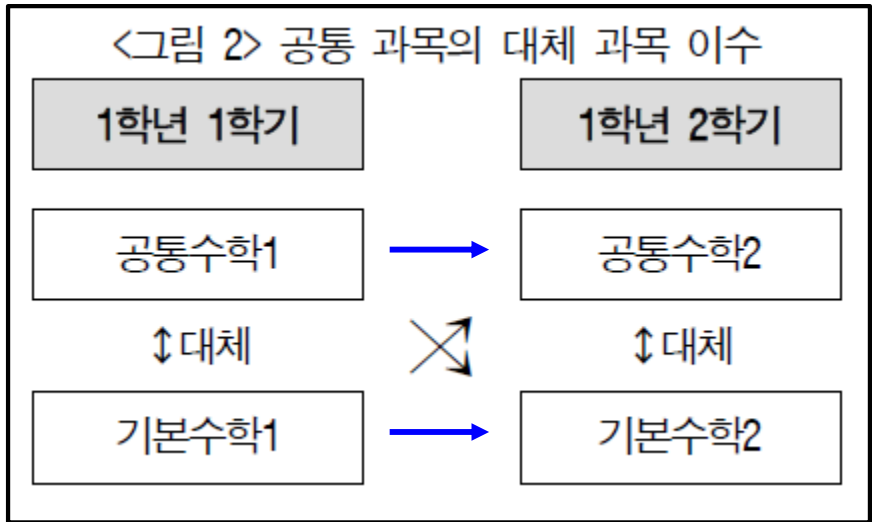 <그림 2> 공통 과목의 대체 과목 이수
1학년 1학기 1학년 2학기
공통수학1 공통수학2
↕대체 ↕대체
기본수학1 기본수학2